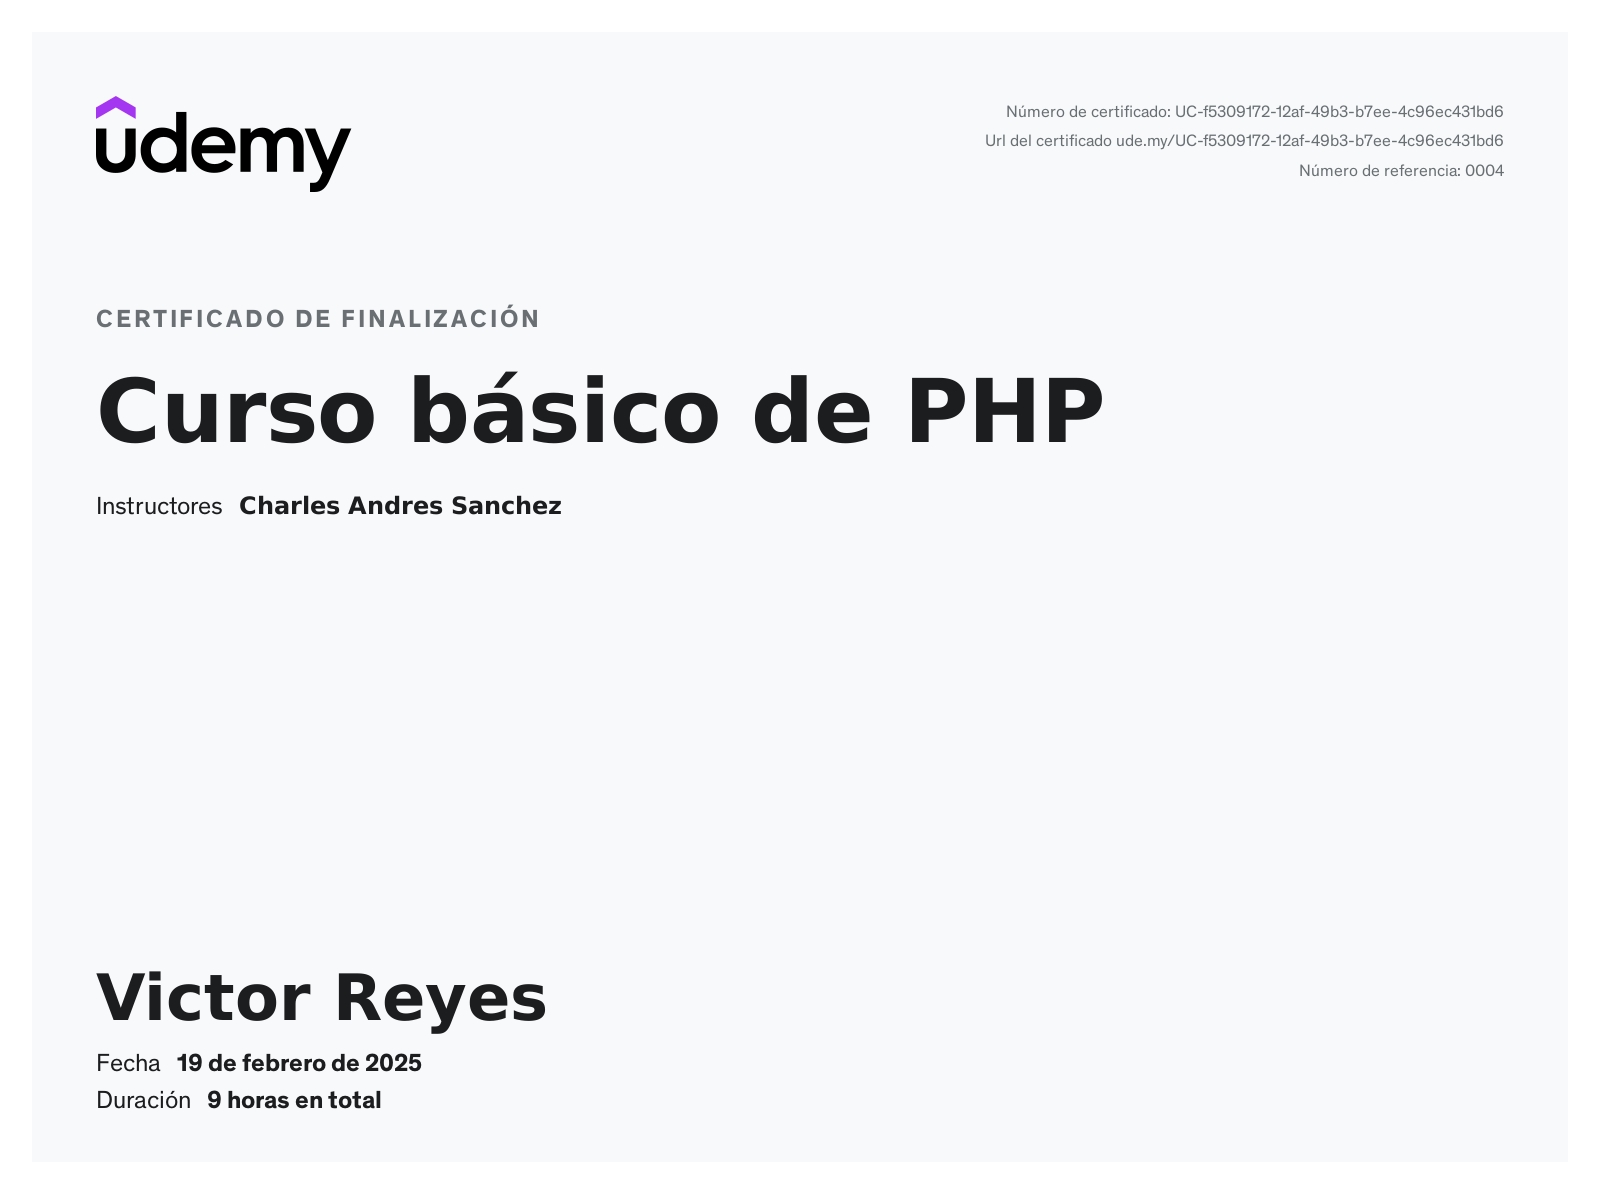 udemy
Número de certificado: UC-f5309172-12af-49b3-b7ee-4c96ec431bd6
Url del certificado ude.my/UC-f5309172-12af-49b3-b7ee-4c96ec431bd6
Número de referencia: 0004
CERTIFICADO DE FINALIZACIÓN
Curso básico de PHP
Instructores Charles Andres Sanchez
Victor Reyes
Fecha 19 de febrero de 2025
Duración 9 horas en total